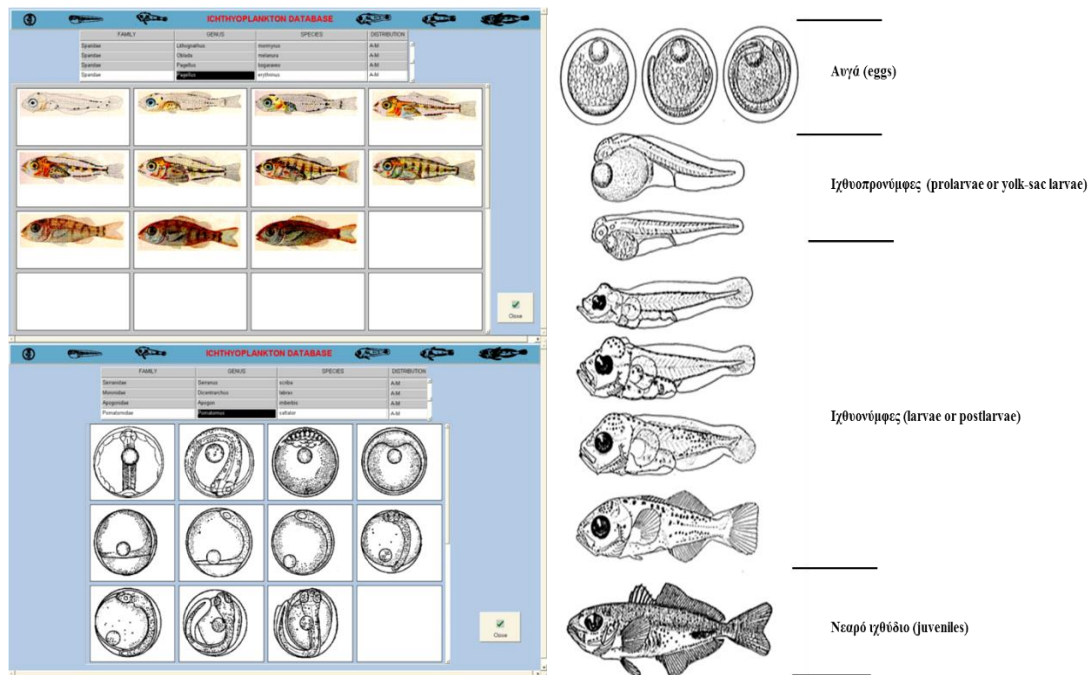 ICHTHYOPLANKTON DATABASE
FAMILY GENUS SPECIES DISTRIBUTION
Sparidae Lithognathus mormyrus A-M
Sparidae Oblada melanura A-M
Sparidae Pagellus bogaraveo A-M
Sparidae Pagellus erythrinus A-M
Close
ICHTHYOPLANKTON DATABASE
FAMILY GENUS SPECIES DISTRIBUTION
Serranidae Serranus scriba A-M
Moronidae Dicentrarchus labrax A-M
Apogonidae Apogon imberbis A-M
Pomatomidae Pomatomus saltater A-M
Close
Αυγά (eggs)
Ιχθυοπρονύμφες (prolarvae or yolk-sac larvae)
Ιχθυονύμφες (larvae or postlarvae)
Νεαρό ιχθύδιο (juveniles)